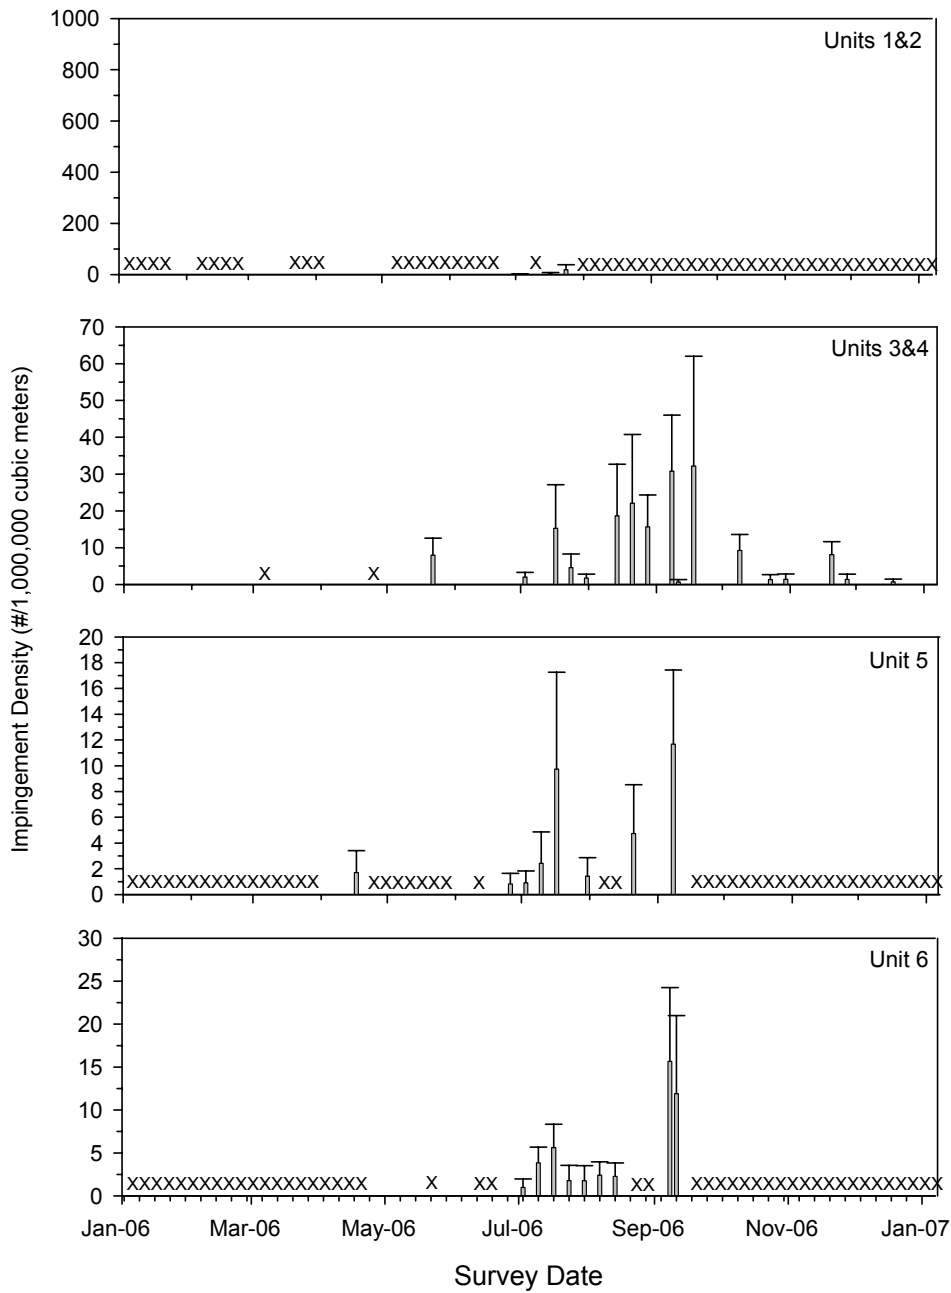 Impingement Density (#/1,000,000 cubic meters)
1000
800
600
400
200
0
Units 1&2
XXXX XXXX XXX XXXXXXXXX X XXXXXXXXXXXXXXXXXXXXXXXXXXXXXX
70
60
50
40
30
20
10
0
Units 3&4
X X
20
18
16
14
12
10
8
6
4
2
0
Unit 5
XXXXXXXXXXXXXXXX XXXXXXX X XX XXXXXXXXXXXXXXXXXXXXX
30
25
20
15
10
5
0
Unit 6
XXXXXXXXXXXXXXXXXXXX X XX XX XXXXXXXXXXXXXXXXXXXXX
Jan-06 Mar-06 May-06 Jul-06 Sep-06 Nov-06 Jan-07
Survey Date